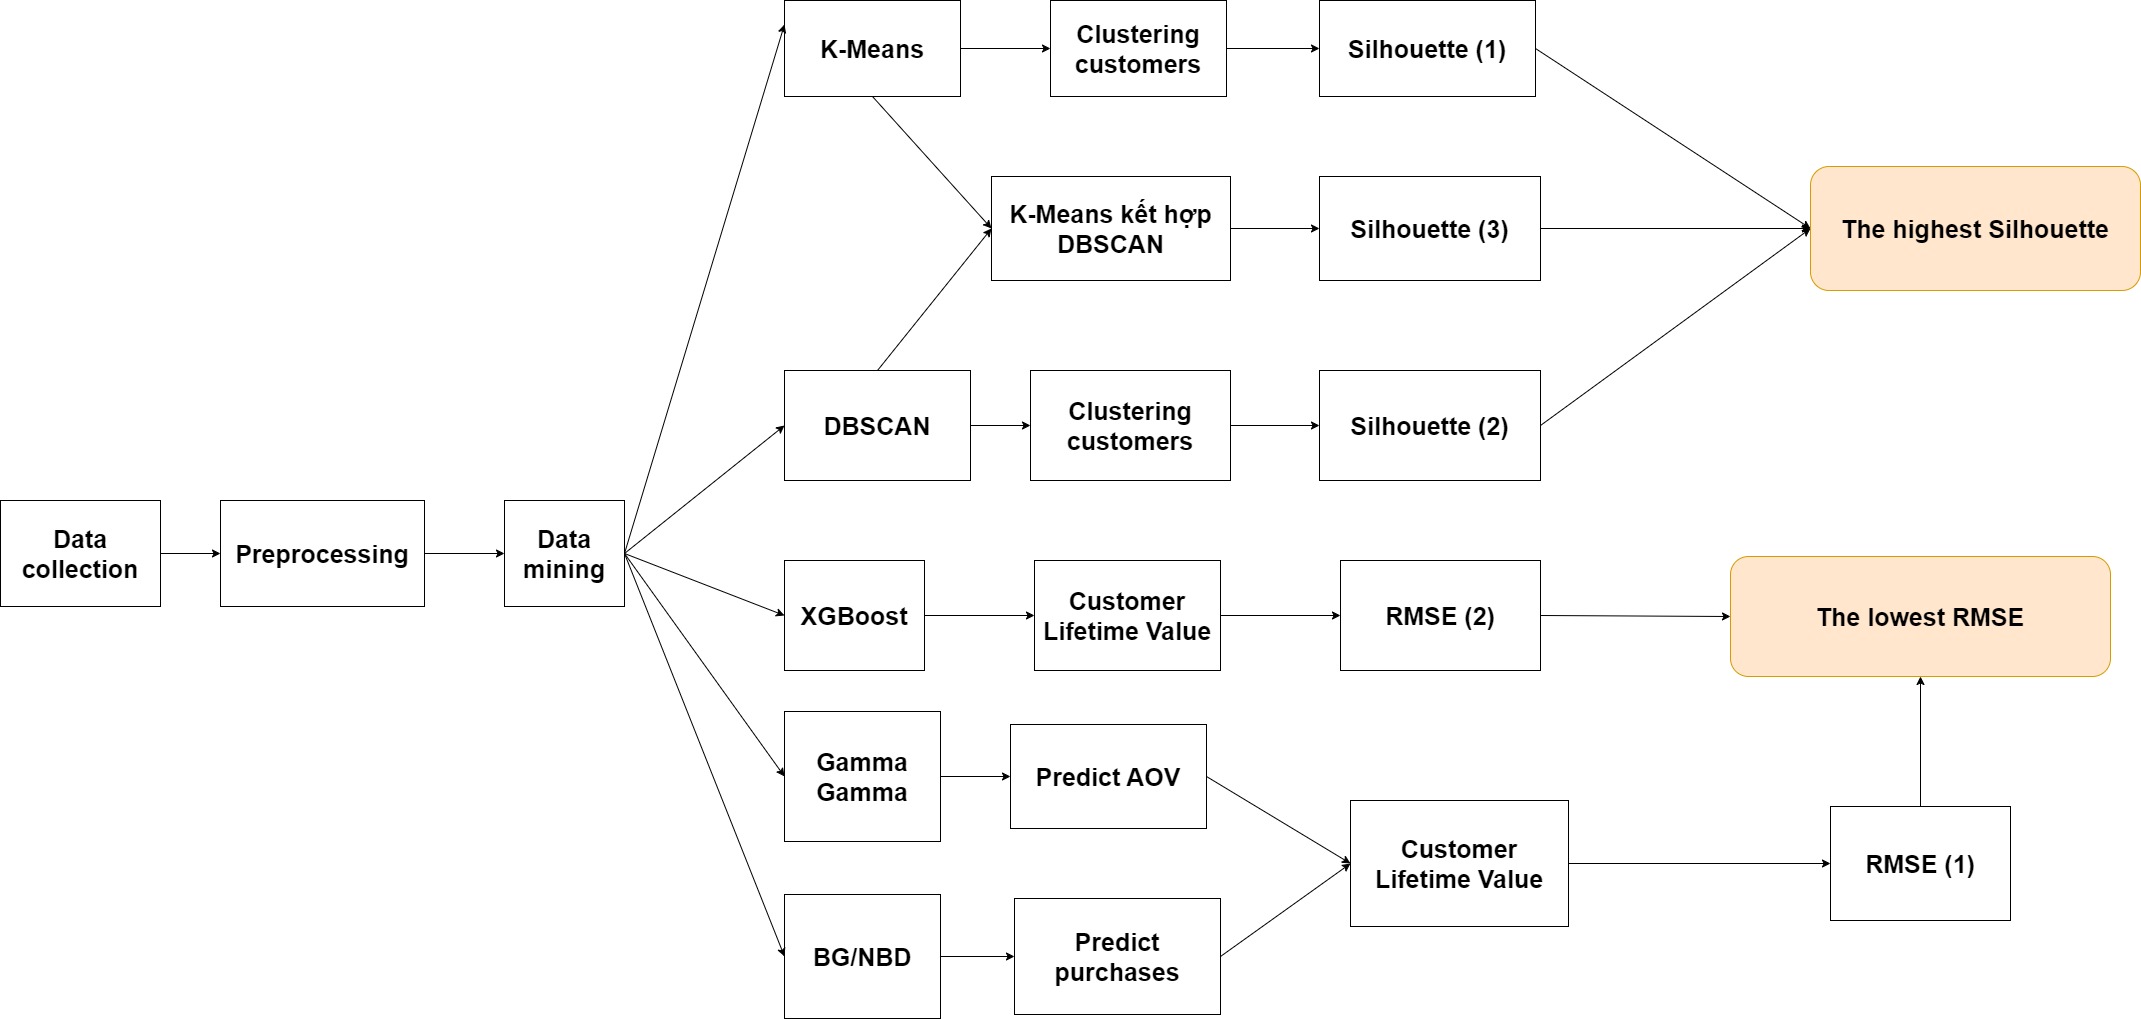 K-Means
Clustering
customers
Silhouette (1)
K-Means kết hợp
DBSCAN
Silhouette (3)
The highest Silhouette
DBSCAN
Clustering
customers
Silhouette (2)
Data
collection
Preprocessing
Data
mining
XGBoost
Customer
Lifetime Value
RMSE (2)
The lowest RMSE
Gamma
Gamma
Predict AOV
Customer
Lifetime Value
RMSE (1)
BG/NBD
Predict
purchases